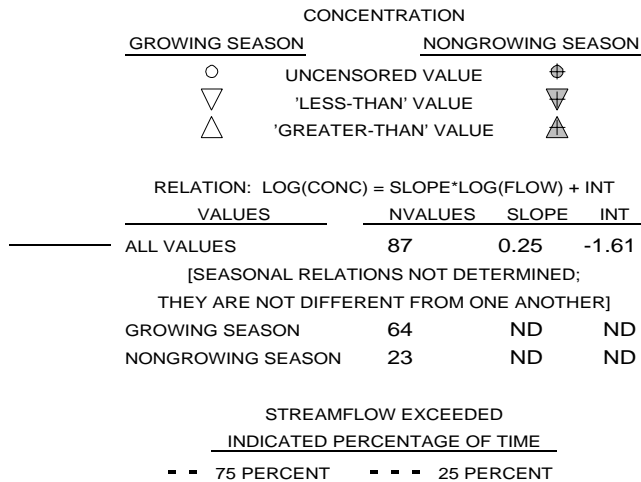 CONCENTRATION
GROWING SEASON NONGROWING SEASON
UNCENSORED VALUE
'LESS-THAN' VALUE
'GREATER-THAN' VALUE
RELATION: LOG(CONC) = SLOPE*LOG(FLOW) + INT
VALUES NVALUES SLOPE INT
ALL VALUES 87 0.25 -1.61
[SEASONAL RELATIONS NOT DETERMINED;
THEY ARE NOT DIFFERENT FROM ONE ANOTHER]
GROWING SEASON 64 ND ND
NONGROWING SEASON 23 ND ND
STREAMFLOW EXCEEDED
INDICATED PERCENTAGE OF TIME
75 PERCENT 25 PERCENT